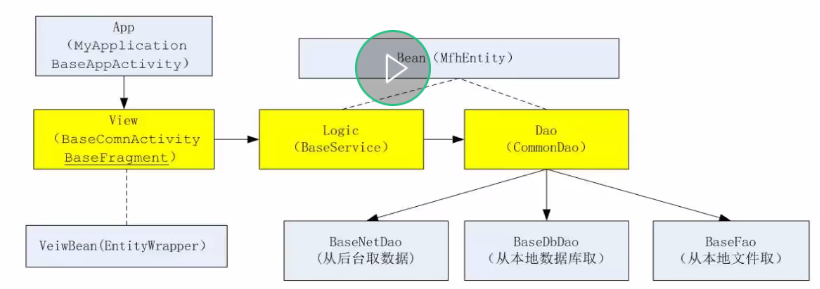 App
（MyApplication
BaseAppActivity）
Bean（MfhEntity）
View
（BaseComnActivity
BaseFragment）
Logic
（BaseService）
Dao
（CommonDao）
VeiwBean(EntityWrapper）
BaseNetDao
（从后台取数据）
BaseDbDao
（从本地数据库取）
BaseFao
（从本地文件取）